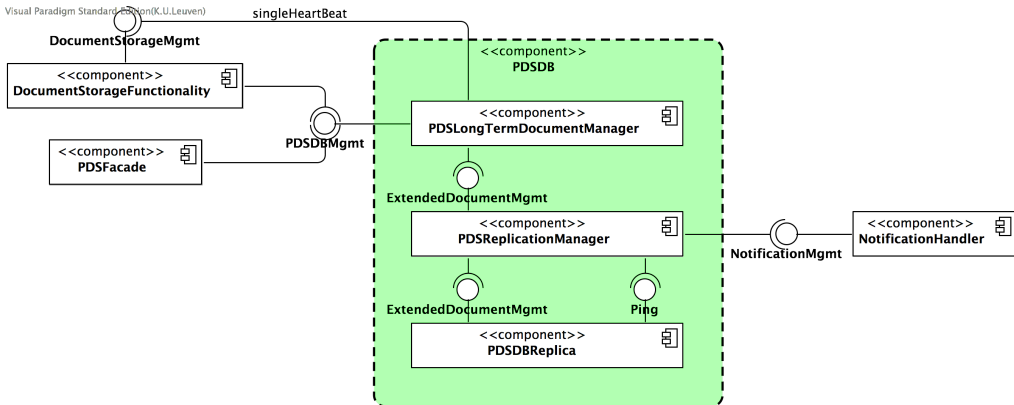 Visual Paradigm Standard Edition(K.U.Leuven)
singleHeartBeat
DocumentStorageMgmt
<<component>>
PDSDB
<<component>>
DocumentStorageFunctionality
<<component>>
PDSLongTermDocumentManager
PDSDBMgmt
<<component>>
PDSFacade
ExtendedDocumentMgmt
<<component>>
PDSReplicationManager
NotificationMgmt
<<component>>
NotificationHandler
ExtendedDocumentMgmt
Ping
<<component>>
PDSDBReplica